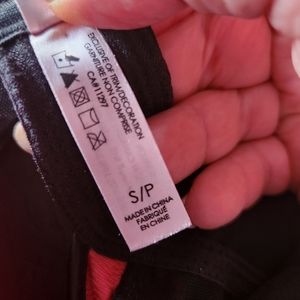 EXCLUSIVE OF TRIM/DECORATION
GARNITURE NON COMPRISE
CA#11297
S/P
MADE IN CHINA
FABRIQUÉ
EN CHINE